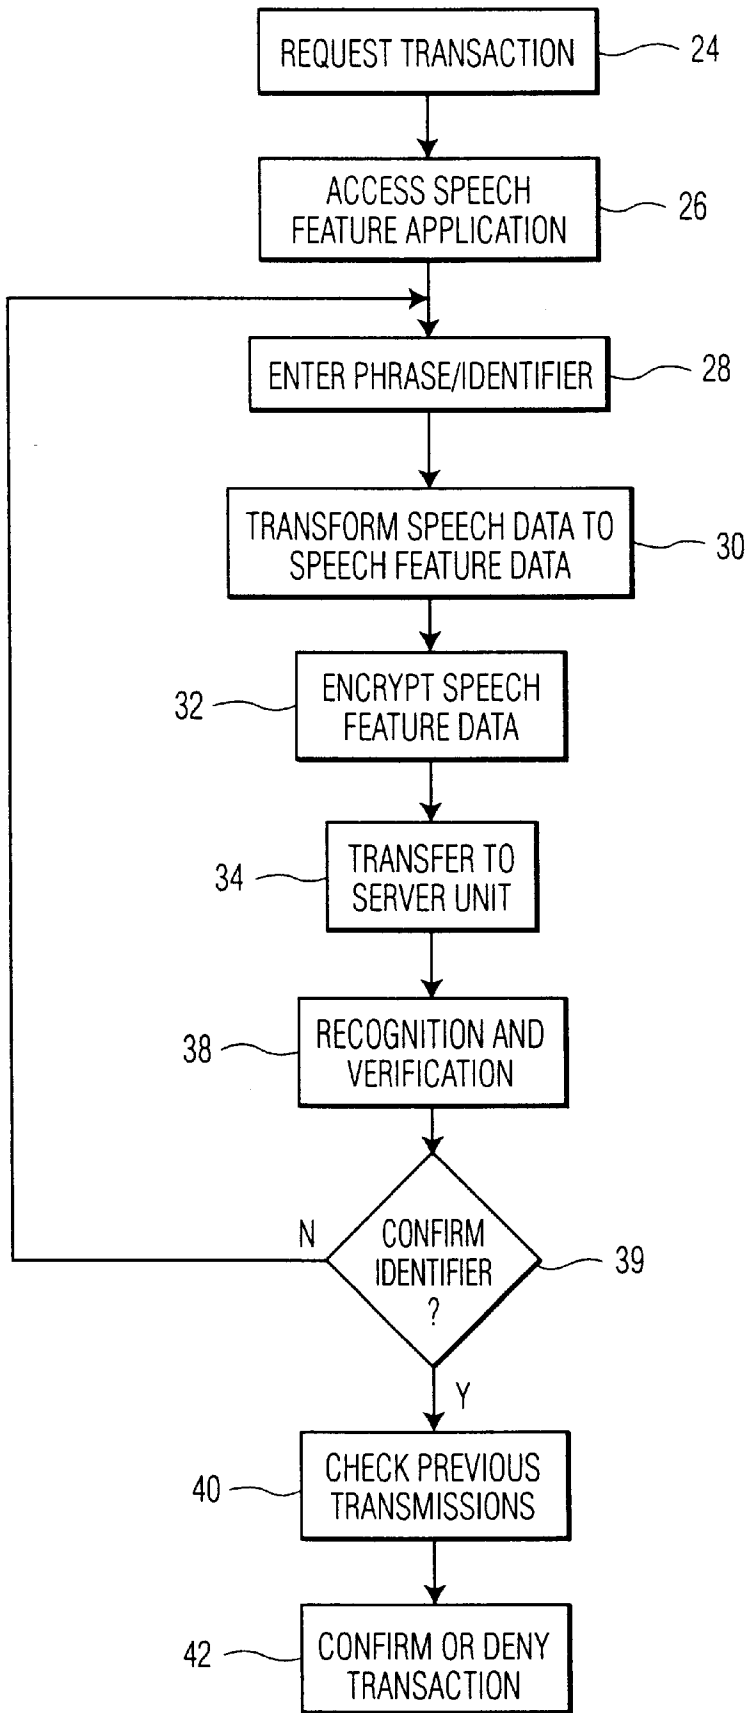 REQUEST TRANSACTION
24
ACCESS SPEECH
FEATURE APPLICATION
26
ENTER PHRASE/IDENTIFIER
28
TRANSFORM SPEECH DATA TO
SPEECH FEATURE DATA
30
32
ENCRYPT SPEECH
FEATURE DATA
34
TRANSFER TO
SERVER UNIT
38
RECOGNITION AND
VERIFICATION
N
CONFIRM
IDENTIFIER
?
39
Y
40
CHECK PREVIOUS
TRANSMISSIONS
42
CONFIRM OR DENY
TRANSACTION